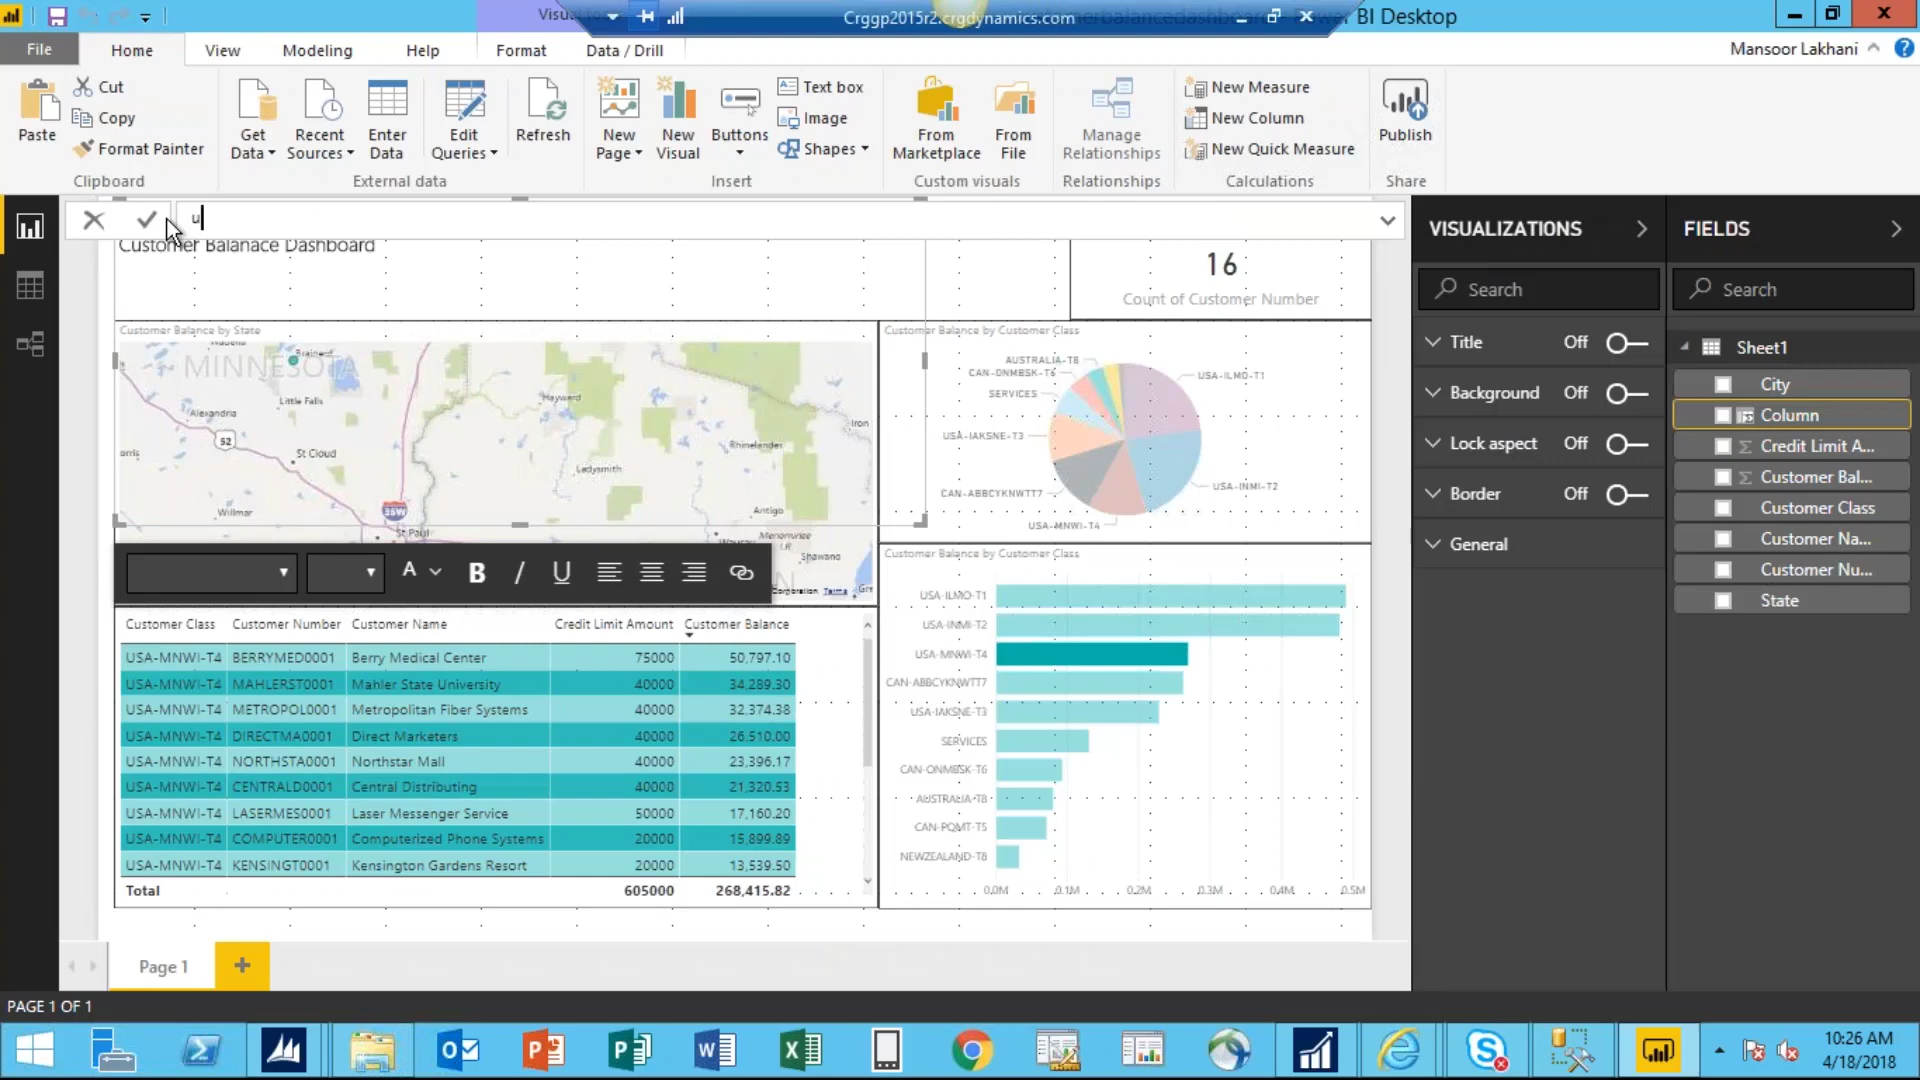 Crggp2015r2.crgdynamics.com
BI Desktop
File
Home
View
Modeling
Help
Format
Data / Drill
Mansoor Lakhani
Paste
Cut
Copy
Format Painter
Clipboard
Get Data
Recent Sources
Enter Data
Edit Queries
Refresh
External data
New Page
New Visual
Buttons
Text box
Image
Shapes
Insert
From Marketplace
From File
Custom visuals
Manage Relationships
Relationships
New Measure
New Column
New Quick Measure
Calculations
Publish
Share
u
Customer Balanace Dashboard
16
Count of Customer Number
Customer Balance by State
MINNESOTA
Brainerd
Little Falls
Alexandria
52
St Cloud
Willmar
35W
St Paul
Hayward
Iron
Rhinelander
Ladysmith
Antigo
Menominee
Shawano
Terms
Customer Balance by Customer Class
AUSTRALIA-T8
CAN-ONMBSK-T6
SERVICES
USA-IAKSNE-T3
CAN-ABBCYKNWTT7
USA-MNWI-T4
USA-INMI-T2
USA-ILMO-T1
A B / U
Customer Class Customer Number Customer Name Credit Limit Amount Customer Balance
USA-MNWI-T4 BERRYMED0001 Berry Medical Center 75000 50,797.10
USA-MNWI-T4 MAHLERST0001 Mahler State University 40000 34,289.30
USA-MNWI-T4 METROPOL0001 Metropolitan Fiber Systems 40000 32,374.38
USA-MNWI-T4 DIRECTMA0001 Direct Marketers 40000 26,510.00
USA-MNWI-T4 NORTHSTA0001 Northstar Mall 40000 23,396.17
USA-MNWI-T4 CENTRALD0001 Central Distributing 40000 21,320.53
USA-MNWI-T4 LASERMES0001 Laser Messenger Service 50000 17,160.20
USA-MNWI-T4 COMPUTER0001 Computerized Phone Systems 20000 15,899.89
USA-MNWI-T4 KENSINGT0001 Kensington Gardens Resort 20000 13,539.50
Total 605000 268,415.82
Customer Balance by Customer Class
USA-ILMO-T1
USA-INMI-T2
USA-MNWI-T4
CAN-ABBCYKNWTT7
USA-IAKSNE-T3
SERVICES
CAN-ONMBSK-T6
AUSTRALIA-T8
CAN-PQMT-T5
NEWZEALAND-T8
0.0M 0.1M 0.2M 0.3M 0.4M 0.5M
VISUALIZATIONS
Search
Title Off
Background Off
Lock aspect Off
Border Off
General
FIELDS
Search
Sheet1
City
Column
Credit Limit A...
Customer Bal...
Customer Class
Customer Na...
Customer Nu...
State
Page 1
PAGE 1 OF 1
10:26 AM
4/18/2018